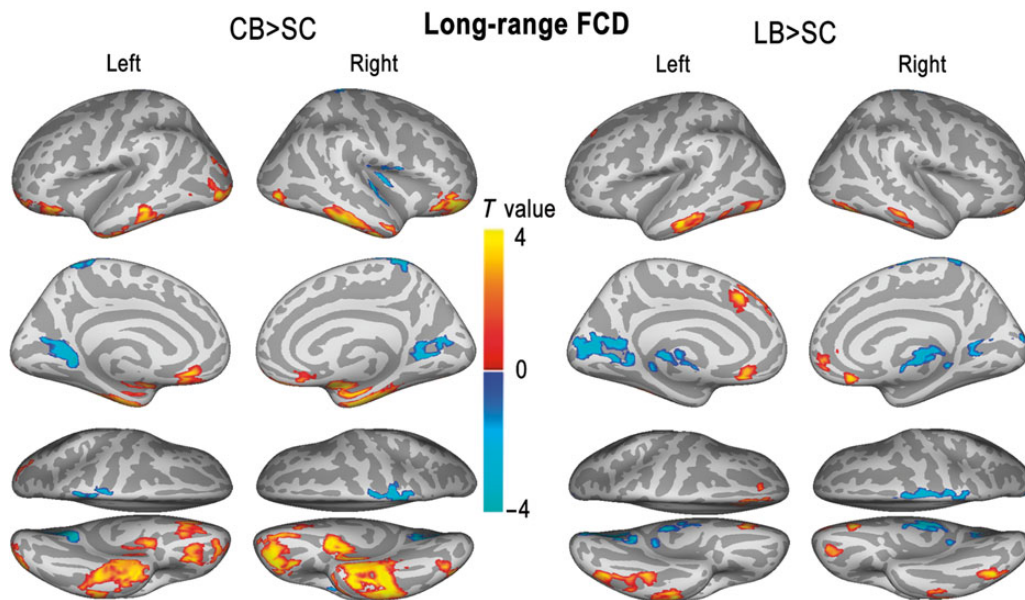 Long-range FCD
CB>SC
LB>SC
Left
Right
Left
Right
T value
4
0
−4